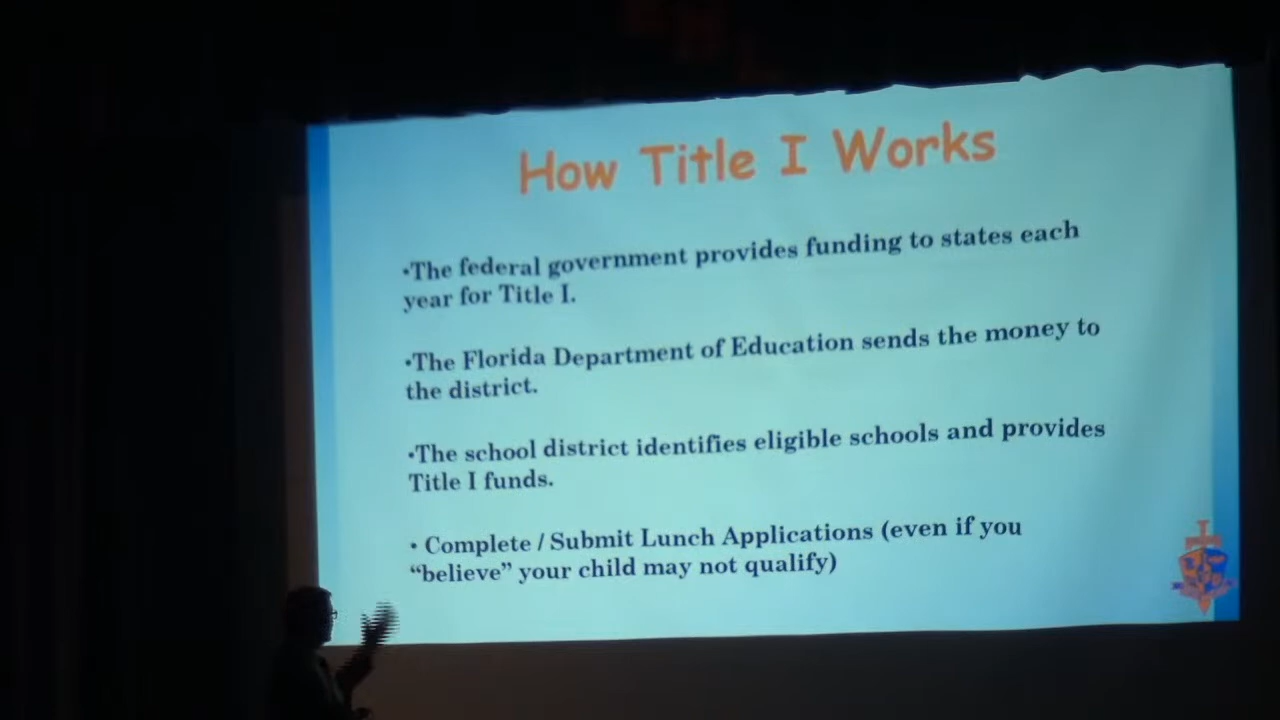 How Title I Works
•The federal government provides funding to states each
year for Title I.
•The Florida Department of Education sends the money to
the district.
•The school district identifies eligible schools and provides
Title I funds.
• Complete / Submit Lunch Applications (even if you
“believe” your child may not qualify)